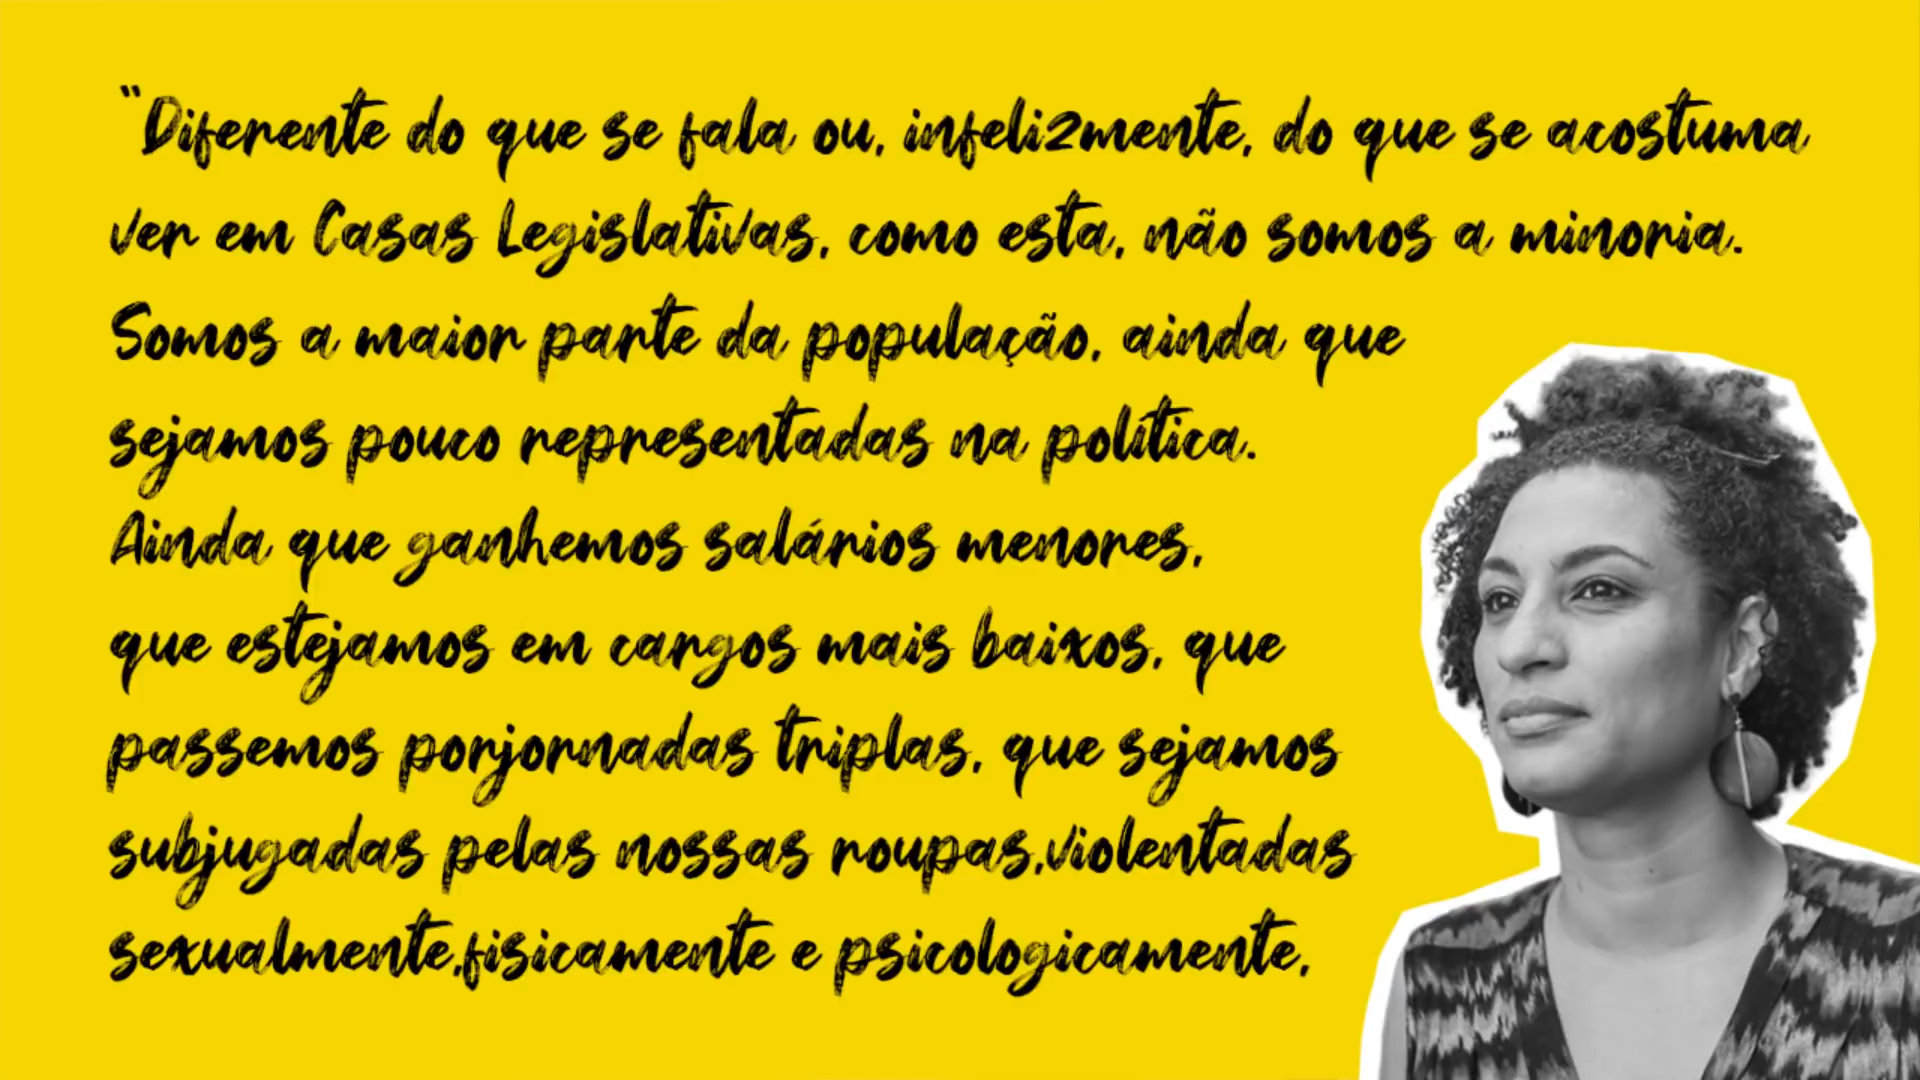 "Diferente do que se fala ou, infelizmente, do que se acostuma
ver em Casas Legislativas, como esta, não somos a minoria.
Somos a maior parte da população, ainda que
sejamos pouco representadas na política.
Ainda que ganhemos salários menores,
que estejamos em cargos mais baixos, que
passemos porjornadas triplas, que sejamos
subjugadas pelas nossas roupas,violentadas
sexualmente,fisicamente e psicologicamente,